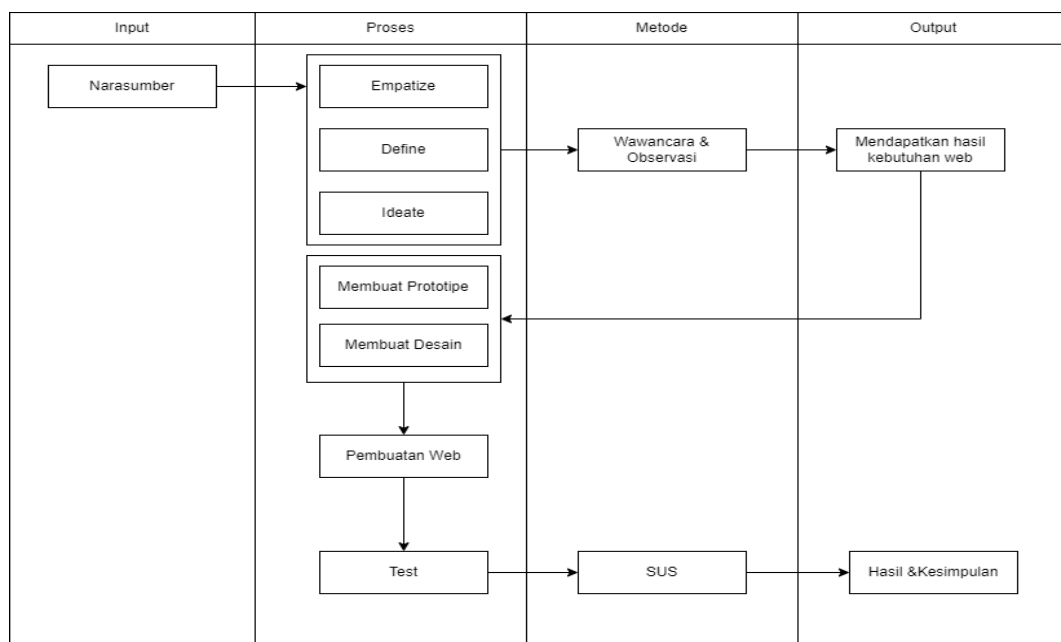 Input
Proses
Metode
Output
Narasumber
Empatize
Define
Ideate
Wawancara &
Observasi
Mendapatkan hasil
kebutuhan web
Membuat Prototipe
Membuat Desain
Pembuatan Web
Test
SUS
Hasil &Kesimpulan